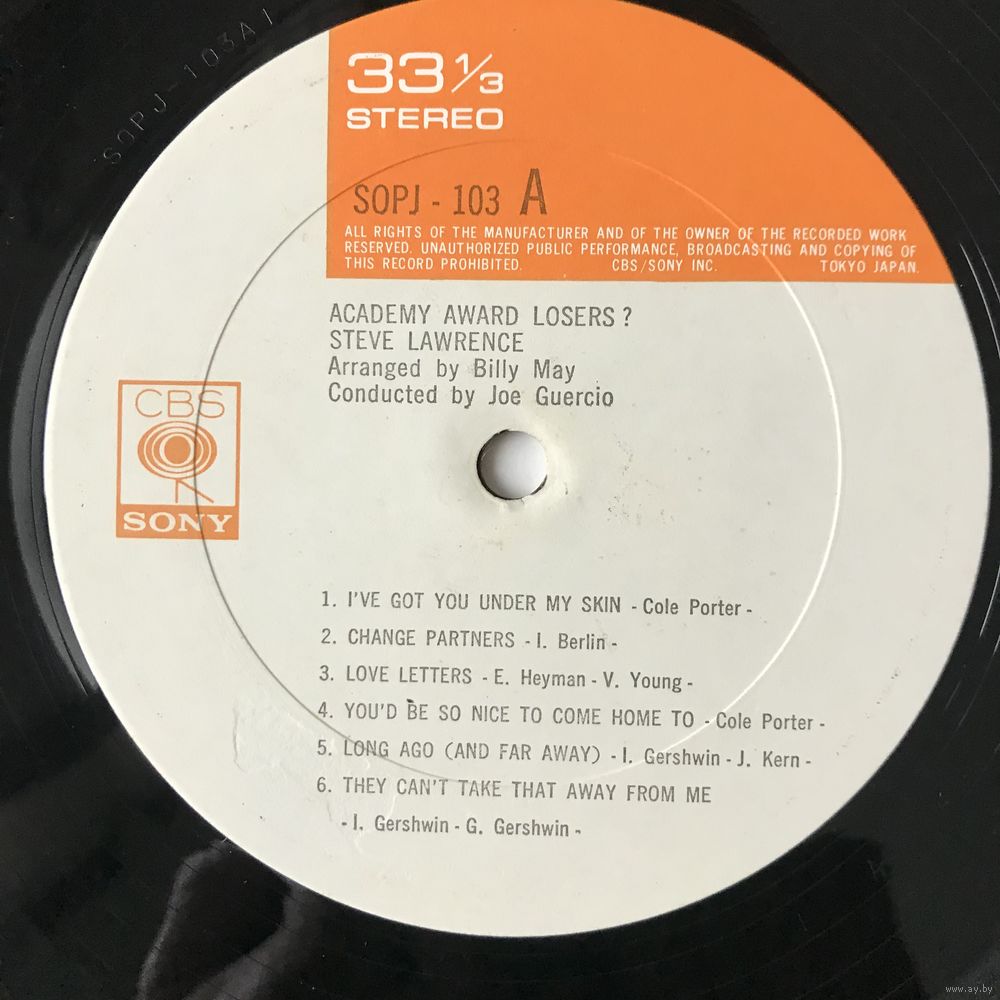 SOPJ-103A1
33 1/3
STEREO
SOPJ - 103 A
ALL RIGHTS OF THE MANUFACTURER AND OF THE OWNER OF THE RECORDED WORK
RESERVED. UNAUTHORIZED PUBLIC PERFORMANCE, BROADCASTING AND COPYING OF
THIS RECORD PROHIBITED. CBS/SONY INC. TOKYO JAPAN.
ACADEMY AWARD LOSERS?
STEVE LAWRENCE
Arranged by Billy May
Conducted by Joe Guercio
CBS
SONY
1. I'VE GOT YOU UNDER MY SKIN - Cole Porter -
2. CHANGE PARTNERS - I. Berlin -
3. LOVE LETTERS - E. Heyman - V. Young -
4. YOU'D BE SO NICE TO COME HOME TO - Cole Porter -
5. LONG AGO (AND FAR AWAY) - I. Gershwin - J. Kern -
6. THEY CAN'T TAKE THAT AWAY FROM ME
- I. Gershwin - G. Gershwin -
www.ay.by